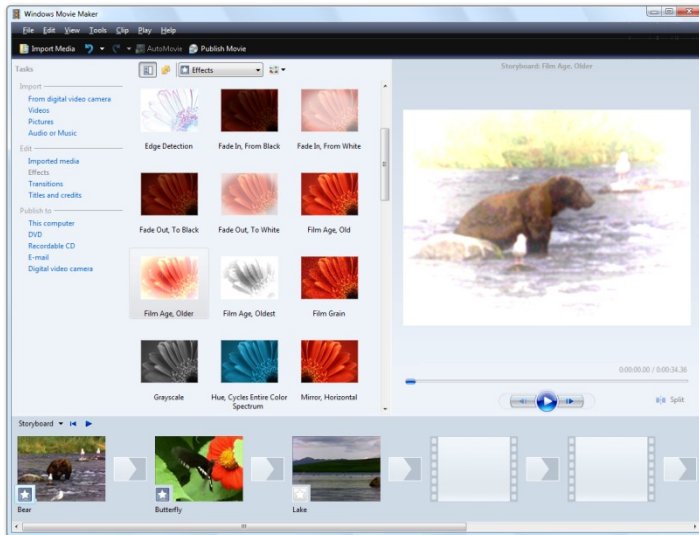 Windows Movie Maker
File Edit View Tools Clip Play Help
Import Media AutoMovie Publish Movie
Tasks
Effects
Storyboard: Film Age, Older
Import
From digital video camera
Videos
Pictures
Audio or Music
Edit
Imported media
Effects
Transitions
Titles and credits
Publish to
This computer
DVD
Recordable CD
E-mail
Digital video camera
Edge Detection
Fade In, From Black
Fade In, From White
Fade Out, To Black
Fade Out, To White
Film Age, Old
Film Age, Older
Film Age, Oldest
Film Grain
Grayscale
Hue, Cycles Entire Color
Spectrum
Mirror, Horizontal
0:00:00.00 / 0:00:34.36
Split
Storyboard
Bear
Butterfly
Lake